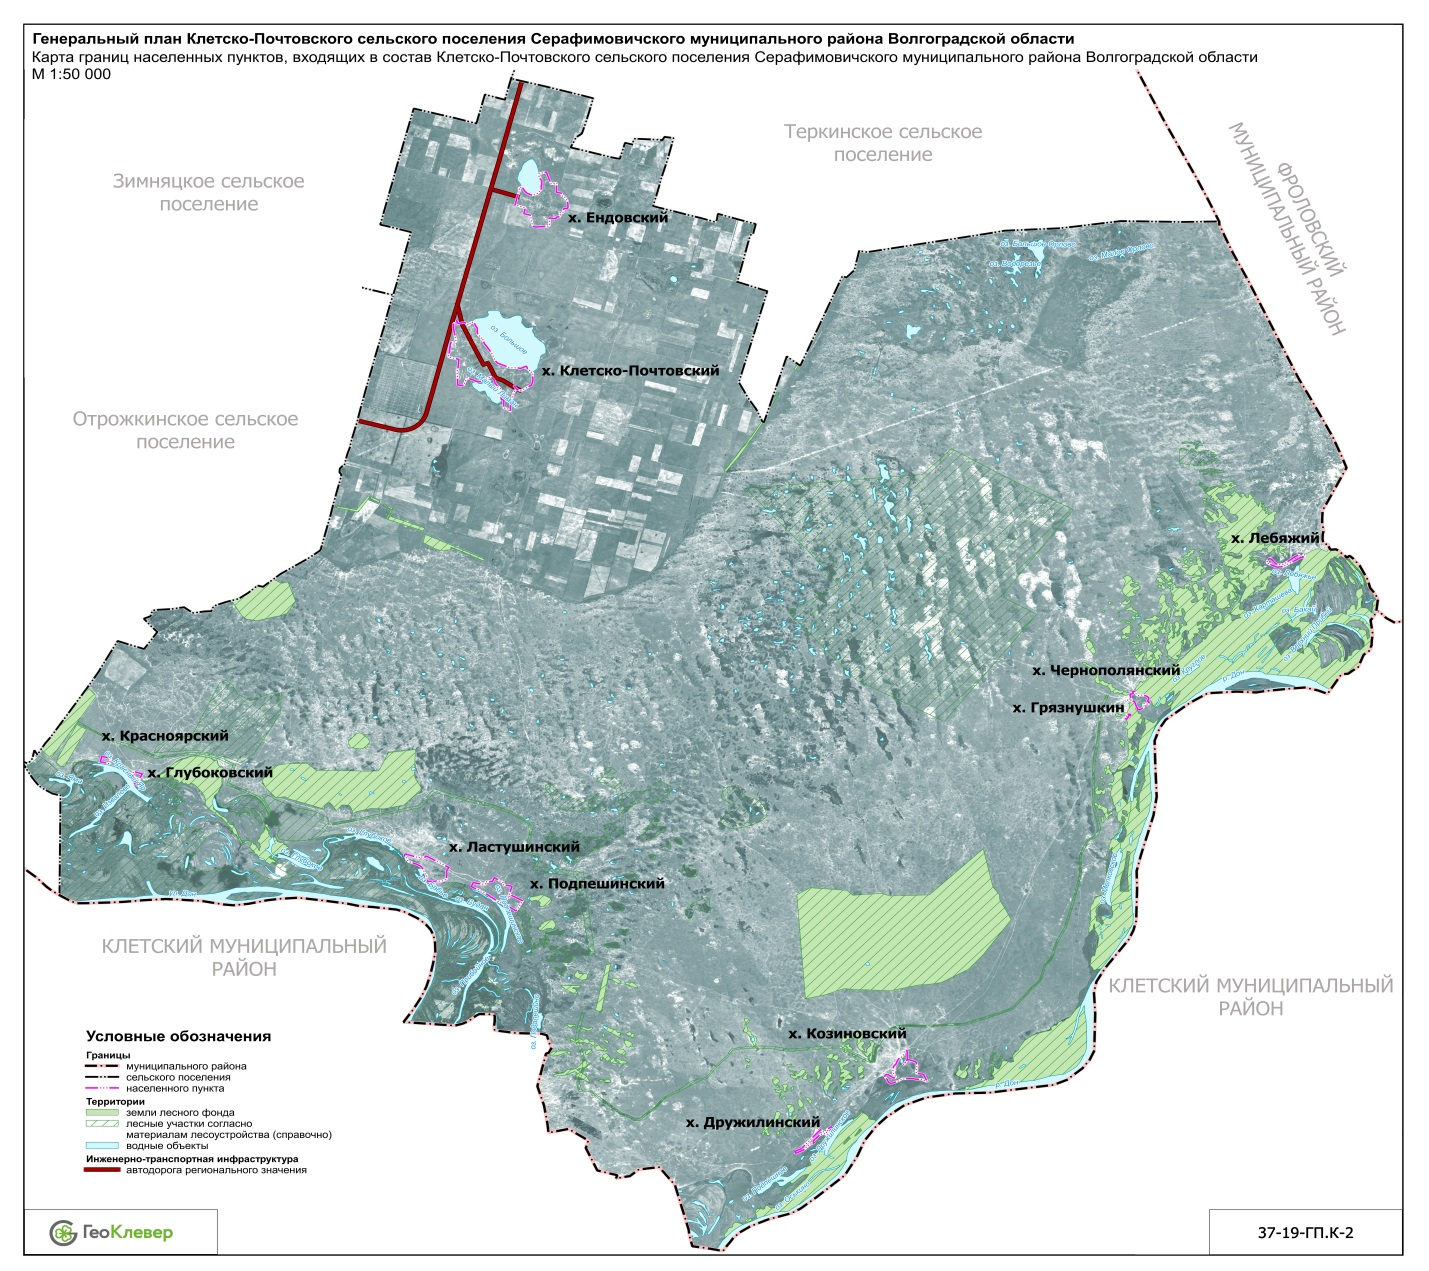 Генеральный план Клетско-Почтовского сельского поселения Серафимовичского муниципального района Волгоградской области
Карта границ населенных пунктов, входящих в состав Клетско-Почтовского сельского поселения Серафимовичского муниципального района Волгоградской области
М 1:50 000
Теркинское сельское
поселение
ФРОЛОВСКИЙ
МУНИЦИПАЛЬНЫЙ РАЙОН
Зимняцкое сельское
поселение
х. Ендовский
оз. Большое
х. Клетско-Почтовский
Отрожкинское сельское
поселение
х. Лебяжий
х. Чернополянский
р. Дон
х. Грязнушкин
х. Красноярский
х. Глубоковский
х. Ластушинский
х. Подпешинский
КЛЕТСКИЙ МУНИЦИПАЛЬНЫЙ
РАЙОН
КЛЕТСКИЙ МУНИЦИПАЛЬНЫЙ
РАЙОН
х. Козиновский
р. Дон
х. Дружилинский
Условные обозначения
Границы
муниципального района
сельского поселения
населенного пункта
Территории
земли лесного фонда
лесные участки согласно
материалам лесоустройства (справочно)
водные объекты
Инженерно-транспортная инфраструктура
автодорога регионального значения
ГеоКлевер
37-19-ГП.К-2